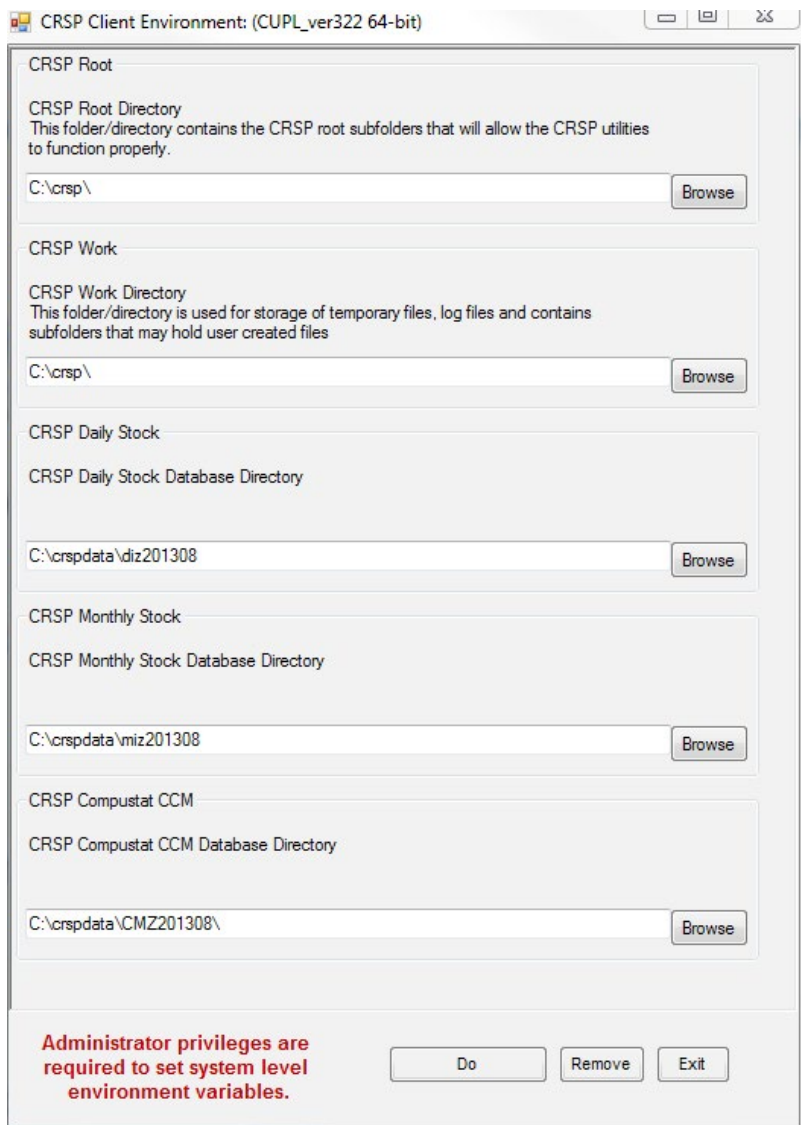 CRSP Client Environment: (CUPL_ver322 64-bit)
CRSP Root
CRSP Root Directory
This folder/directory contains the CRSP root subfolders that will allow the CRSP utilities
to function properly.
C:\crsp\
Browse
CRSP Work
CRSP Work Directory
This folder/directory is used for storage of temporary files, log files and contains
subfolders that may hold user created files
C:\crsp\
Browse
CRSP Daily Stock
CRSP Daily Stock Database Directory
C:\crspdata\diz201308
Browse
CRSP Monthly Stock
CRSP Monthly Stock Database Directory
C:\crspdata\miz201308
Browse
CRSP Compustat CCM
CRSP Compustat CCM Database Directory
C:\crspdata\CMZ201308\
Browse
Administrator privileges are
required to set system level
environment variables.
Do
Remove
Exit